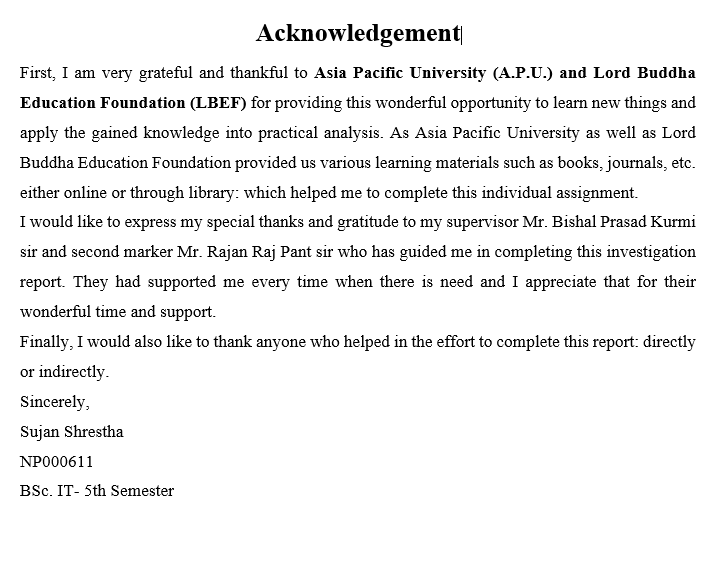 Acknowledgement
First, I am very grateful and thankful to Asia Pacific University (A.P.U.) and Lord Buddha
Education Foundation (LBEF) for providing this wonderful opportunity to learn new things and
apply the gained knowledge into practical analysis. As Asia Pacific University as well as Lord
Buddha Education Foundation provided us various learning materials such as books, journals, etc.
either online or through library: which helped me to complete this individual assignment.
I would like to express my special thanks and gratitude to my supervisor Mr. Bishal Prasad Kurmi
sir and second marker Mr. Rajan Raj Pant sir who has guided me in completing this investigation
report. They had supported me every time when there is need and I appreciate that for their
wonderful time and support.
Finally, I would also like to thank anyone who helped in the effort to complete this report: directly
or indirectly.
Sincerely,
Sujan Shrestha
NP000611
BSc. IT- 5th Semester